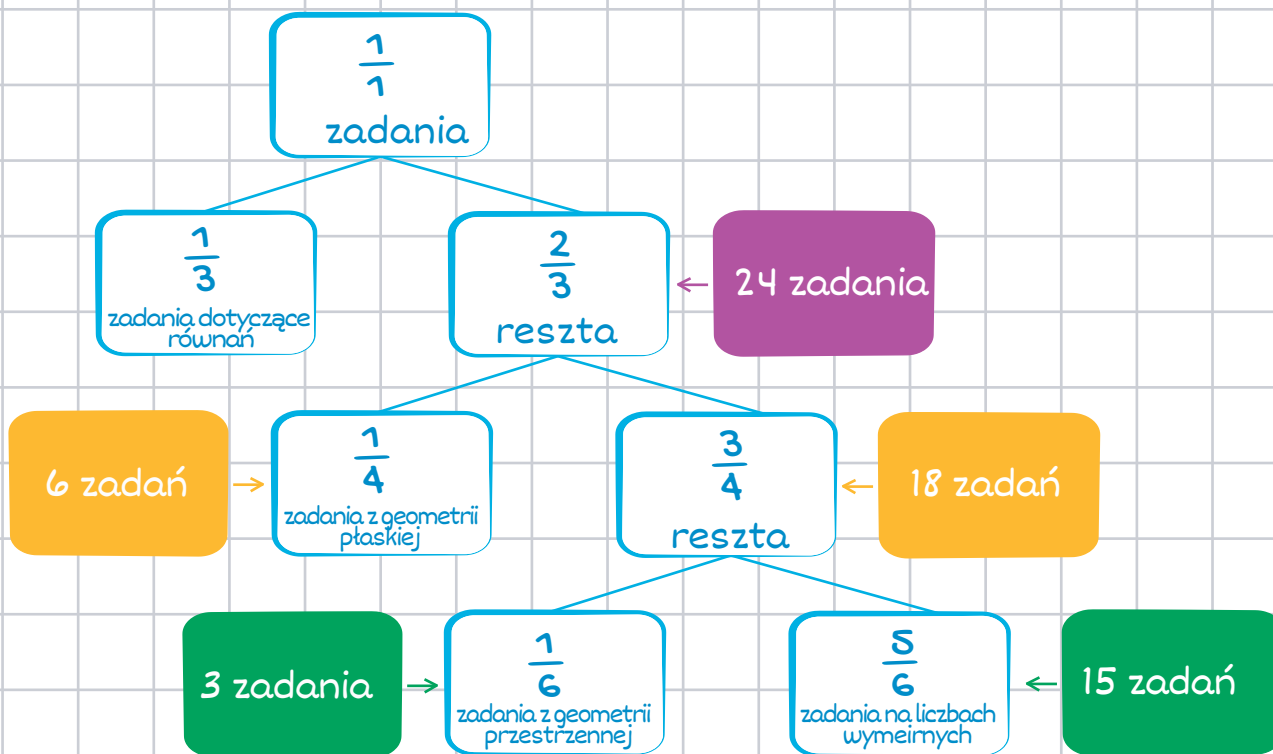 1
1
zadania
1
3
zadania dotyczące
równań
2
3
reszta
24 zadania
6 zadań
1
4
zadania z geometrii
płaskiej
3
4
reszta
18 zadań
3 zadania
1
6
zadania z geometrii
przestrzennej
5
6
zadania na liczbach
wymeirnych
15 zadań